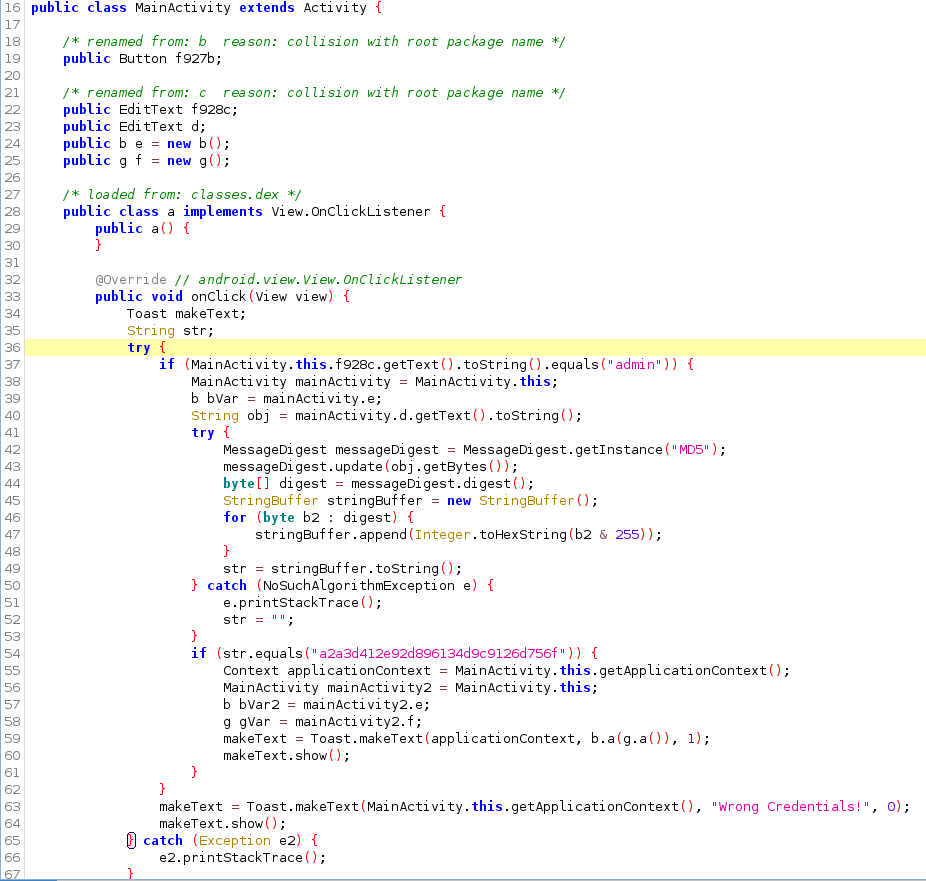 16 public class MainActivity extends Activity {
17
18     /* renamed from: b  reason: collision with root package name */
19     public Button f927b;
20
21     /* renamed from: c  reason: collision with root package name */
22     public EditText f928c;
23     public EditText d;
24     public b e = new b();
25     public g f = new g();
26
27     /* loaded from: classes.dex */
28     public class a implements View.OnClickListener {
29         public a() {
30         }
31
32         @Override // android.view.View.OnClickListener
33         public void onClick(View view) {
34             Toast makeText;
35             String str;
36             try {
37                 if (MainActivity.this.f928c.getText().toString().equals("admin")) {
38                     MainActivity mainActivity = MainActivity.this;
39                     b bVar = mainActivity.e;
40                     String obj = mainActivity.d.getText().toString();
41                     try {
42                         MessageDigest messageDigest = MessageDigest.getInstance("MD5");
43                         messageDigest.update(obj.getBytes());
44                         byte[] digest = messageDigest.digest();
45                         StringBuffer stringBuffer = new StringBuffer();
46                         for (byte b2 : digest) {
47                             stringBuffer.append(Integer.toHexString(b2 & 255));
48                         }
49                         str = stringBuffer.toString();
50                     } catch (NoSuchAlgorithmException e) {
51                         e.printStackTrace();
52                         str = "";
53                     }
54                     if (str.equals("a2a3d412e92d896134d9c9126d756f")) {
55                         Context applicationContext = MainActivity.this.getApplicationContext();
56                         MainActivity mainActivity2 = MainActivity.this;
57                         b bVar2 = mainActivity2.e;
58                         g gVar = mainActivity2.f;
59                         makeText = Toast.makeText(applicationContext, b.a(g.a()), 1);
60                         makeText.show();
61                     }
62                 }
63                 makeText = Toast.makeText(MainActivity.this.getApplicationContext(), "Wrong Credentials!", 0);
64                 makeText.show();
65             } catch (Exception e2) {
66                 e2.printStackTrace();
67             }